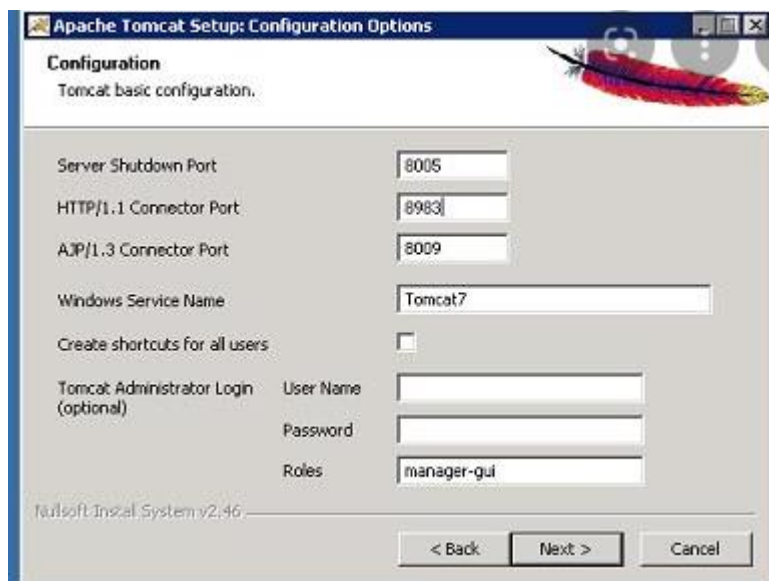 Apache Tomcat Setup: Configuration Options
Configuration
Tomcat basic configuration.
Server Shutdown Port 8005
HTTP/1.1 Connector Port 8983
AJP/1.3 Connector Port 8009
Windows Service Name Tomcat7
Create shortcuts for all users
Tomcat Administrator Login (optional)
User Name
Password
Roles manager-gui
Nullsoft Install System v2.46
< Back Next > Cancel